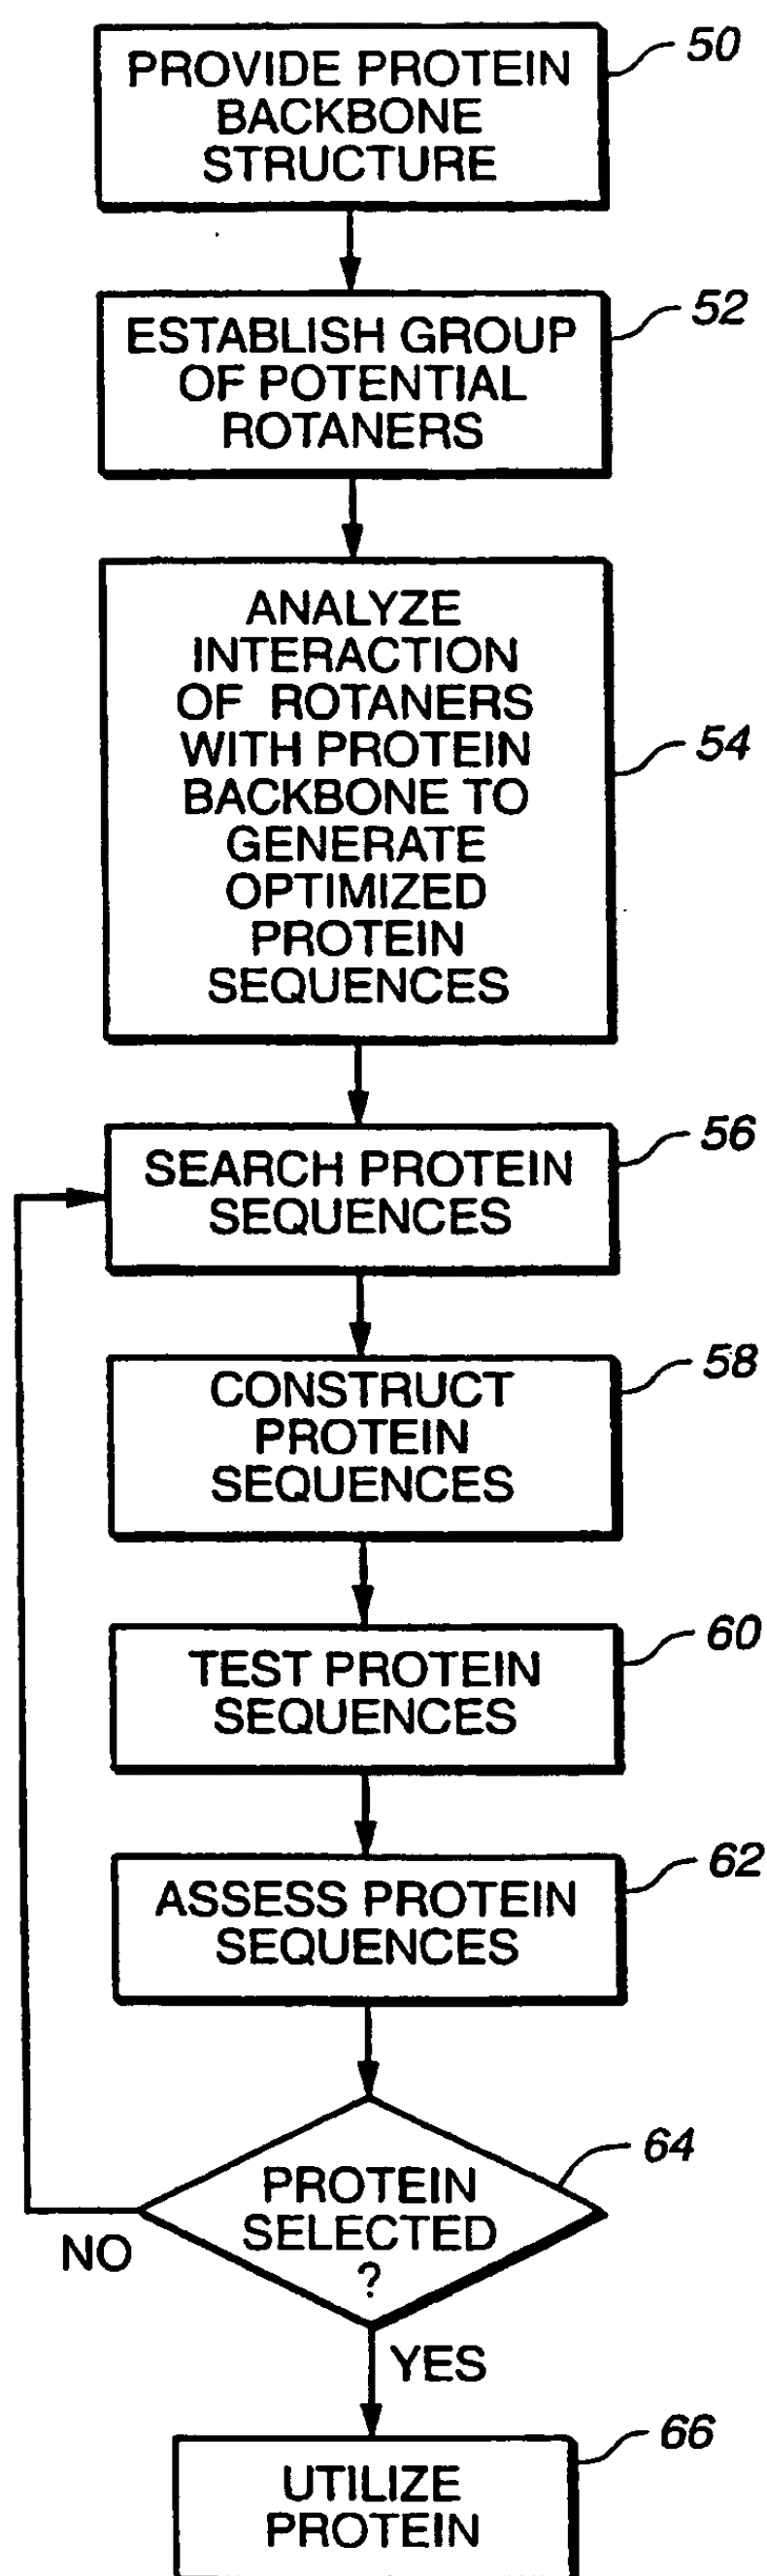 PROVIDE PROTEIN
BACKBONE
STRUCTURE
50
ESTABLISH GROUP
OF POTENTIAL
ROTANERS
52
ANALYZE
INTERACTION
OF ROTANERS
WITH PROTEIN
BACKBONE TO
GENERATE
OPTIMIZED
PROTEIN
SEQUENCES
54
SEARCH PROTEIN
SEQUENCES
56
CONSTRUCT
PROTEIN
SEQUENCES
58
TEST PROTEIN
SEQUENCES
60
ASSESS PROTEIN
SEQUENCES
62
PROTEIN
SELECTED
?
64
NO
YES
UTILIZE
PROTEIN
66